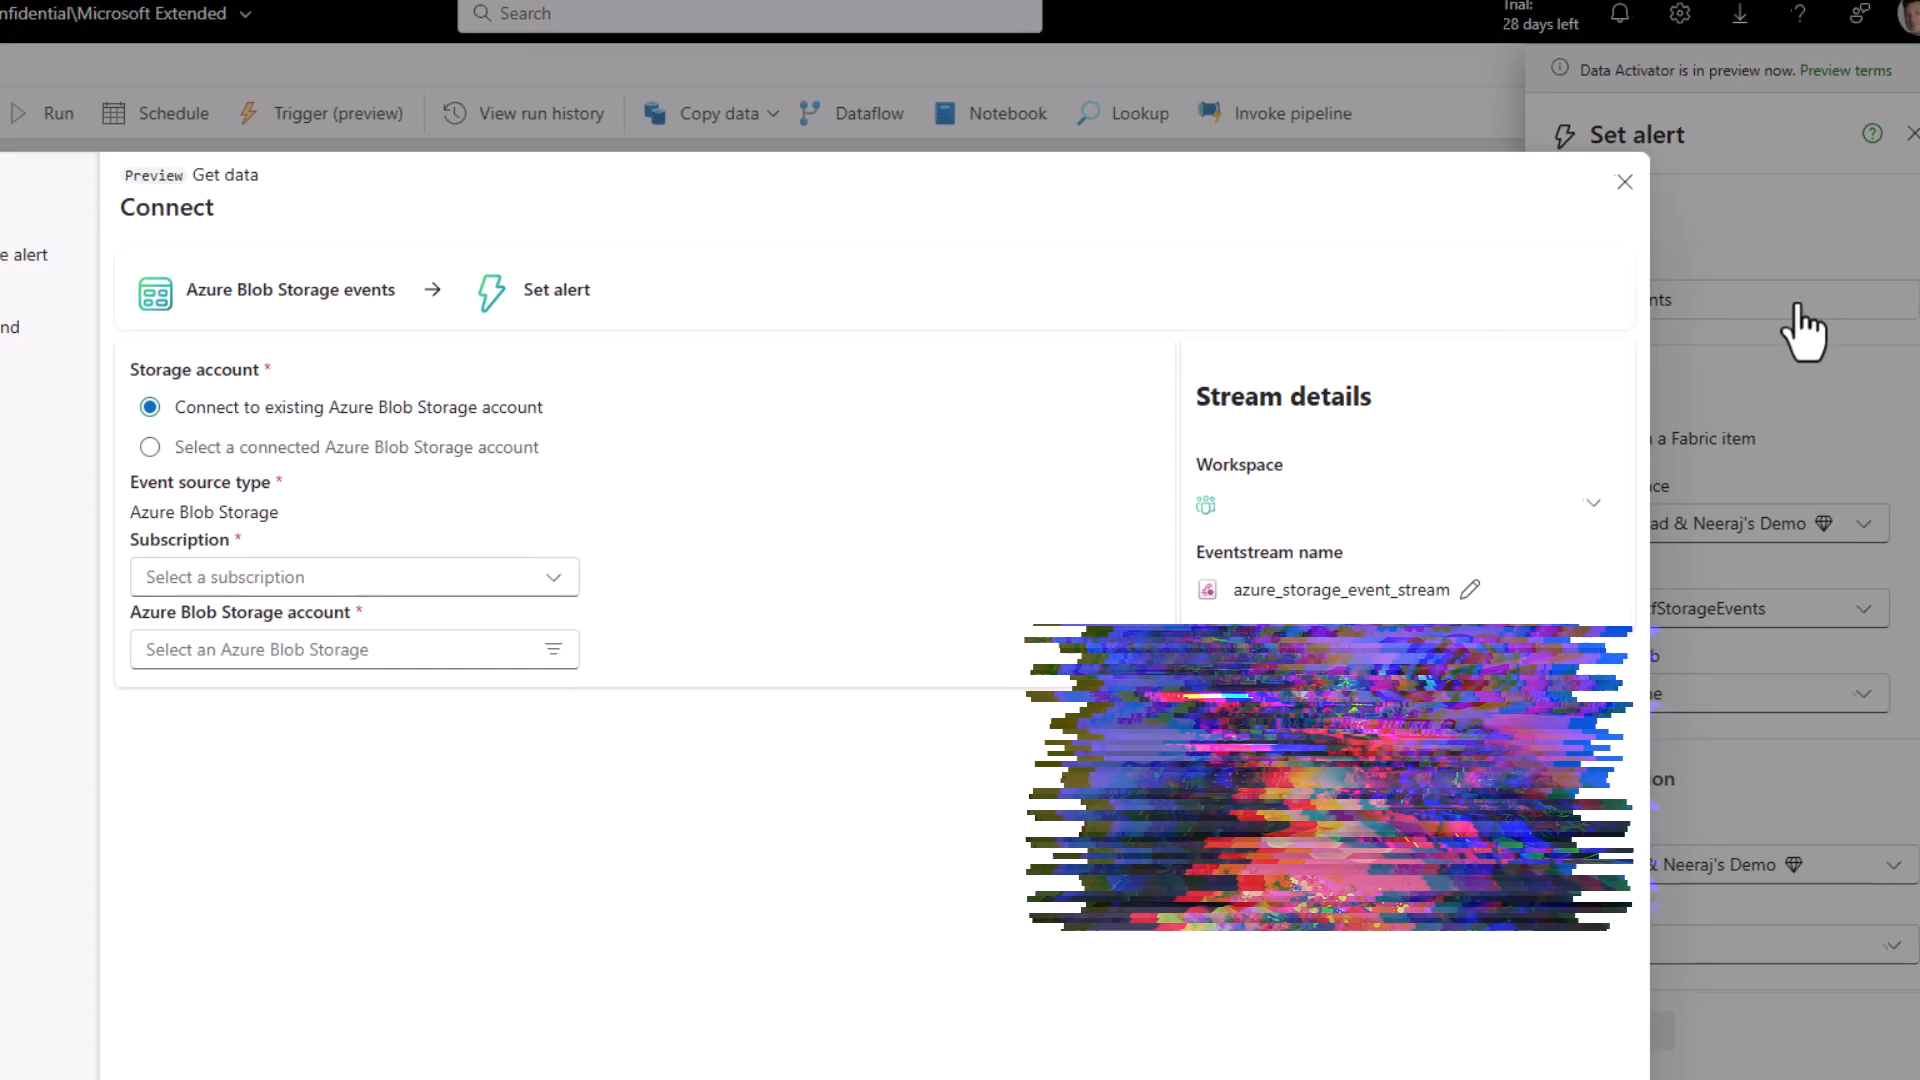 nfidential\Microsoft Extended
Search
Trial:
28 days left
Data Activator is in preview now. Preview terms
Run
Schedule
Trigger (preview)
View run history
Copy data
Dataflow
Notebook
Lookup
Invoke pipeline
Set alert
Preview Get data
Connect
e alert
nd
Azure Blob Storage events
Set alert
nts
Storage account *
Connect to existing Azure Blob Storage account
Select a connected Azure Blob Storage account
Event source type *
Azure Blob Storage
Subscription *
Select a subscription
Azure Blob Storage account *
Select an Azure Blob Storage
Stream details
Workspace
Eventstream name
azure_storage_event_stream
a Fabric item
ce
ad & Neeraj's Demo
fStorageEvents
b
e
on
& Neeraj's Demo